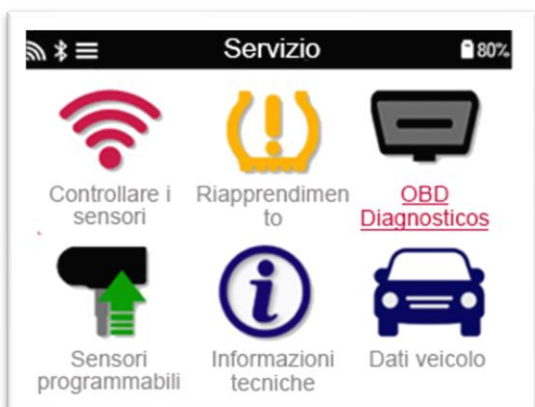 Servizio
80%
Controllare i
sensori
Riapprendimen
to
OBD
Diagnosticos
Sensori
programmabili
Informazioni
tecniche
Dati veicolo